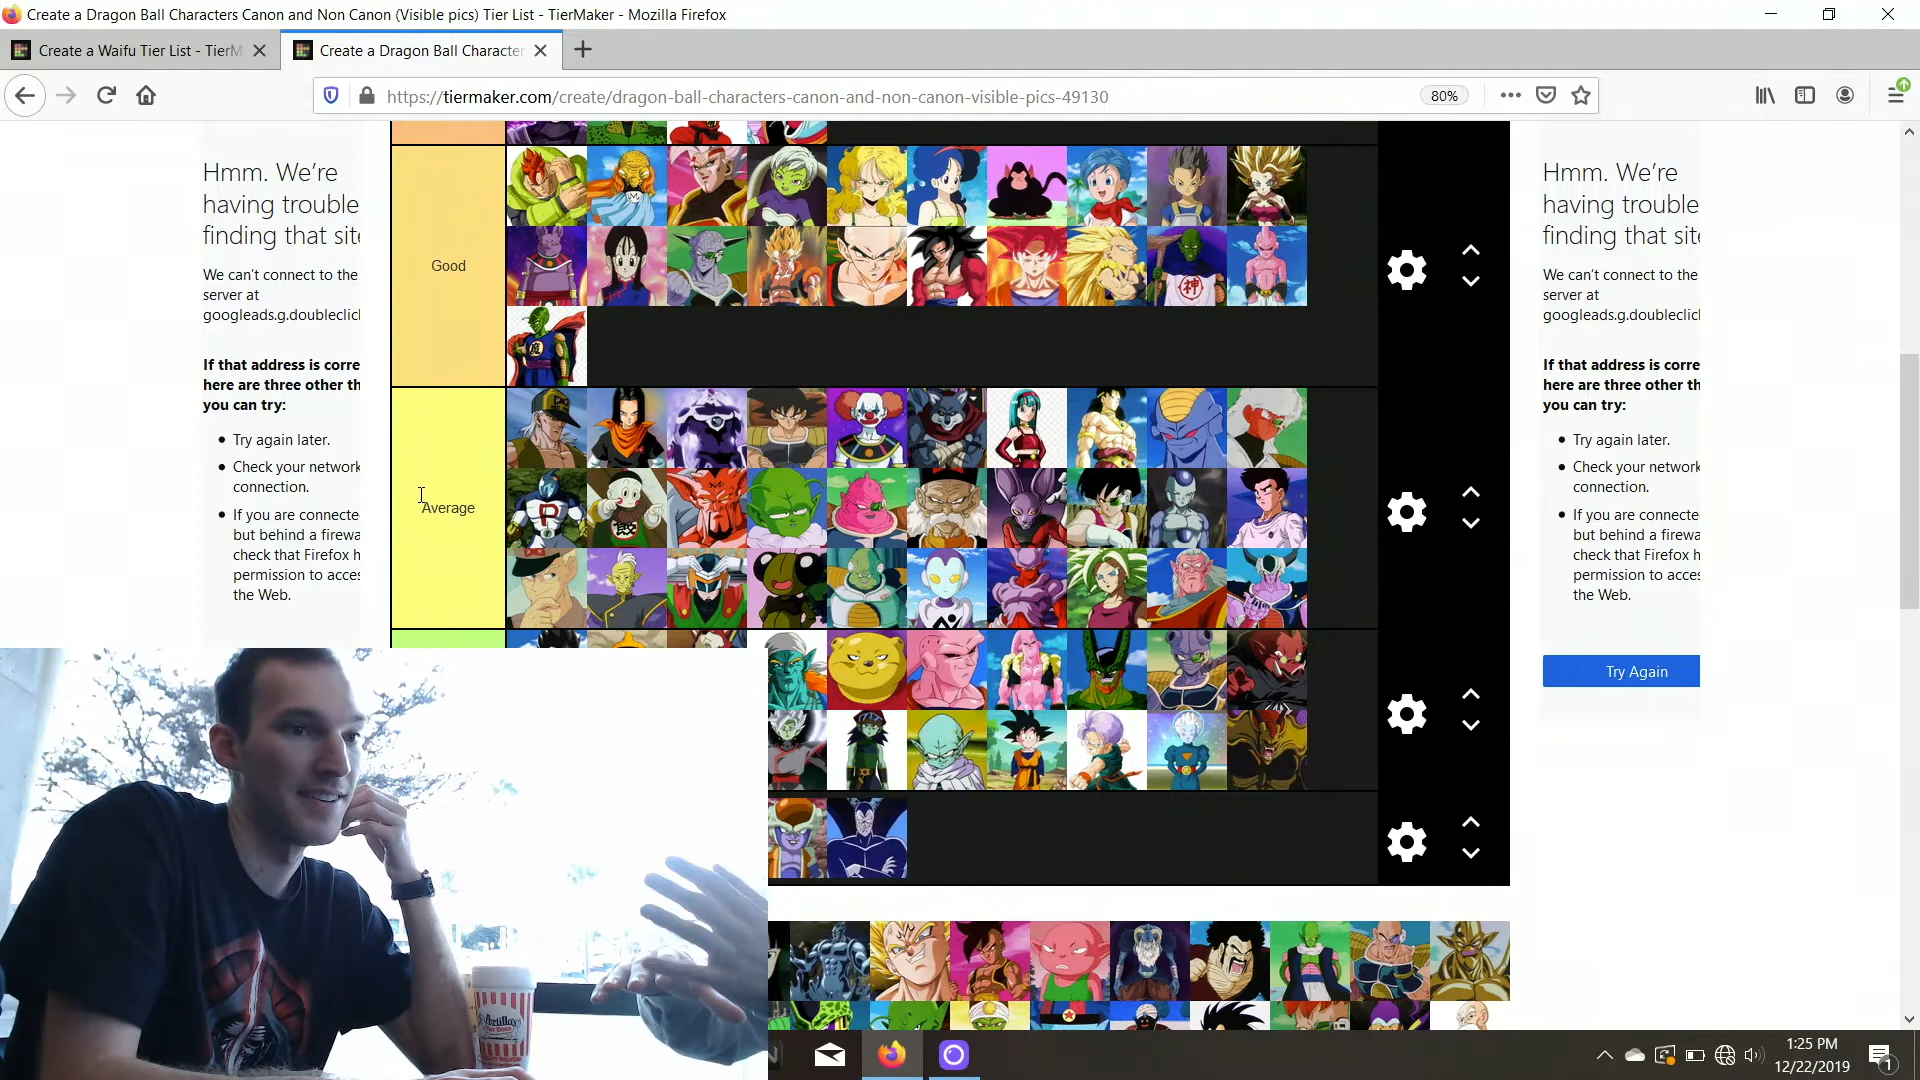 Create a Dragon Ball Characters Canon and Non Canon (Visible pics) Tier List - TierMaker - Mozilla Firefox
Create a Waifu Tier List - TierM
Create a Dragon Ball Character
https://tiermaker.com/create/dragon-ball-characters-canon-and-non-canon-visible-pics-49130
80%
Hmm. We're
having trouble
finding that site
We can't connect to the
server at
googleads.g.doubleclic
If that address is corre
here are three other th
you can try:
Try again later.
Check your network
connection.
If you are connecte
but behind a firewa
check that Firefox h
permission to acces
the Web.
Good
Average
Hmm. We're
having trouble
finding that site
We can't connect to the
server at
googleads.g.doubleclic
If that address is corre
here are three other th
you can try:
Try again later.
Check your network
connection.
If you are connecte
but behind a firewa
check that Firefox h
permission to acces
the Web.
Try Again
Portillo's
1:25 PM
12/22/2019
1